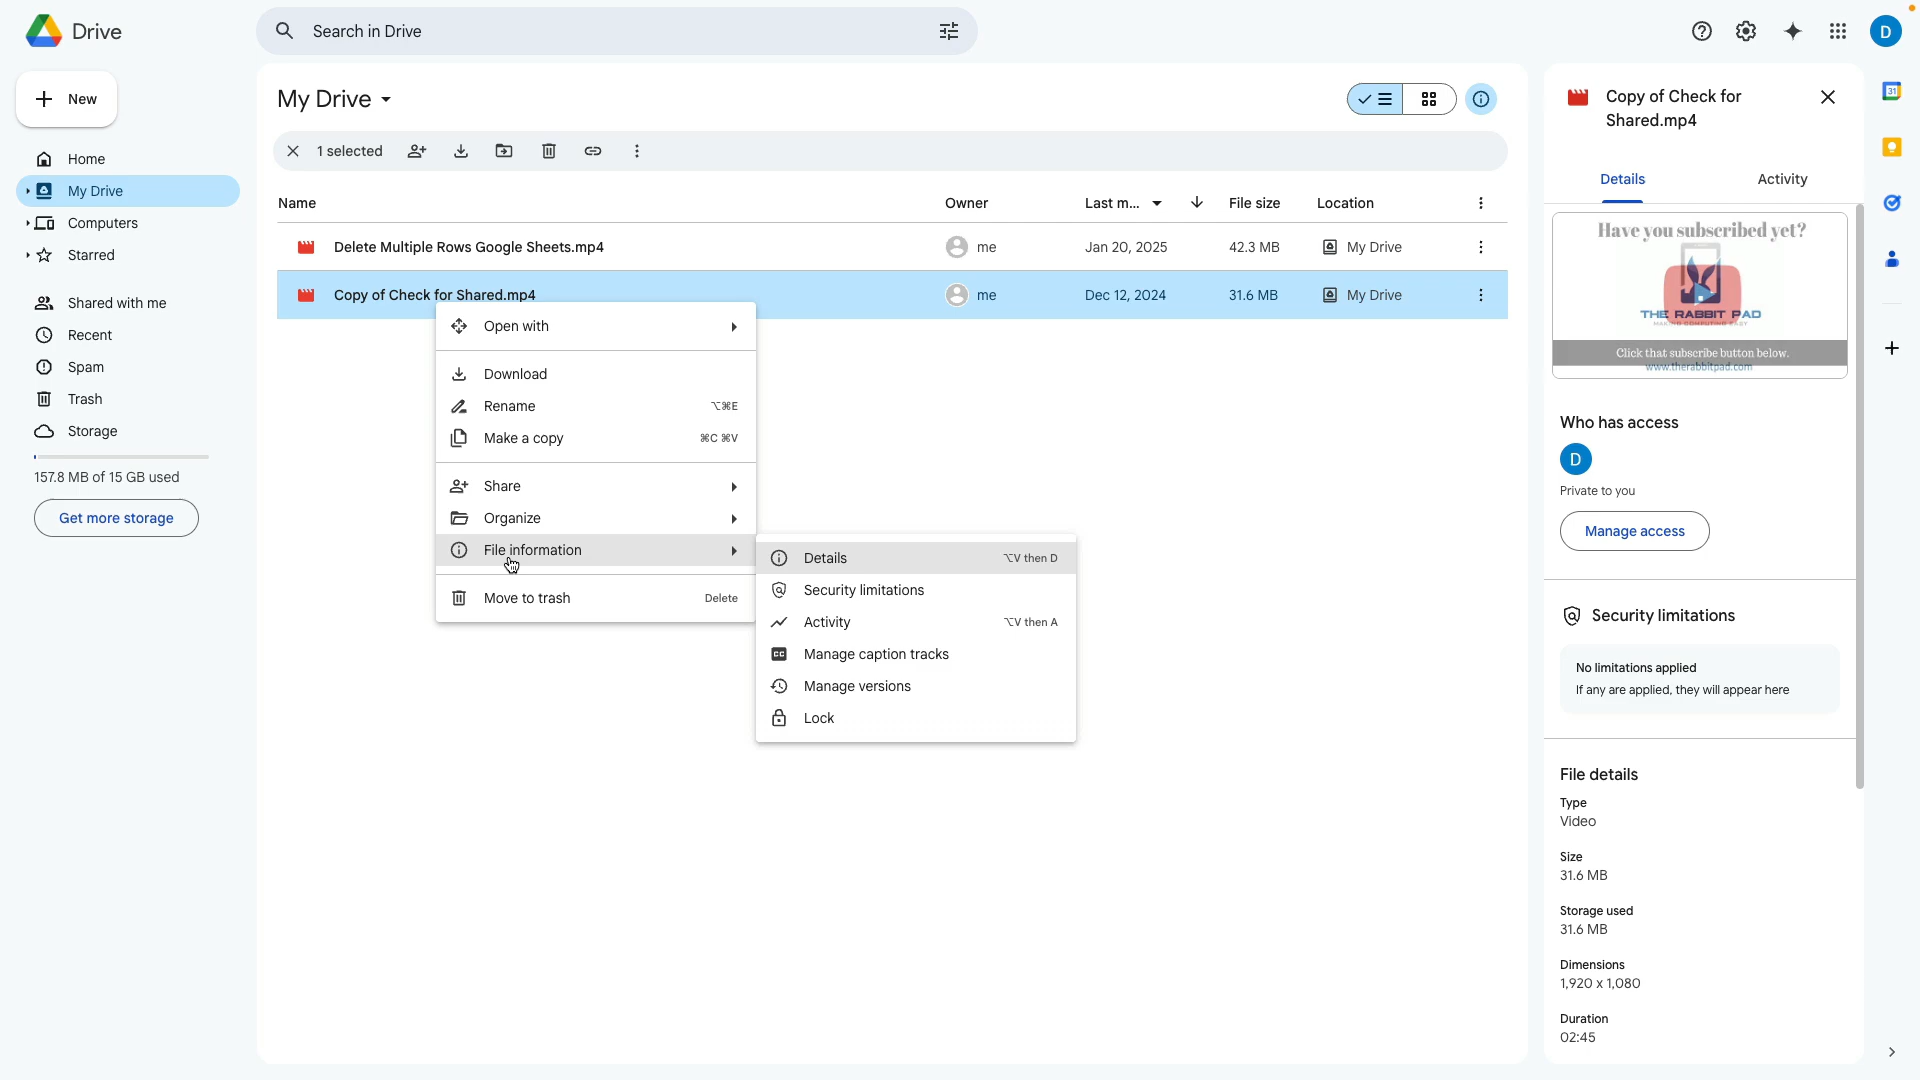 Drive
Search in Drive
D
New
My Drive
1 selected
Home
My Drive
Computers
Starred
Shared with me
Recent
Spam
Trash
Storage
157.8 MB of 15 GB used
Get more storage
Name Owner Last m... File size Location
Delete Multiple Rows Google Sheets.mp4 me Jan 20, 2025 42.3 MB My Drive
Copy of Check for Shared.mp4 me Dec 12, 2024 31.6 MB My Drive
Open with
Download
Rename ⌥⌘E
Make a copy ⌘C ⌘V
Share
Organize
File information
Move to trash Delete
Details ⌥V then D
Security limitations
Activity ⌥V then A
Manage caption tracks
Manage versions
Lock
Copy of Check for
Shared.mp4
Details Activity
Have you subscribed yet?
THE RABBIT PAD
MAKING COMPUTING EASY
Click that subscribe button below.
www.therabbitpad.com
Who has access
D
Private to you
Manage access
Security limitations
No limitations applied
If any are applied, they will appear here
File details
Type
Video
Size
31.6 MB
Storage used
31.6 MB
Dimensions
1,920 x 1,080
Duration
02:45
31